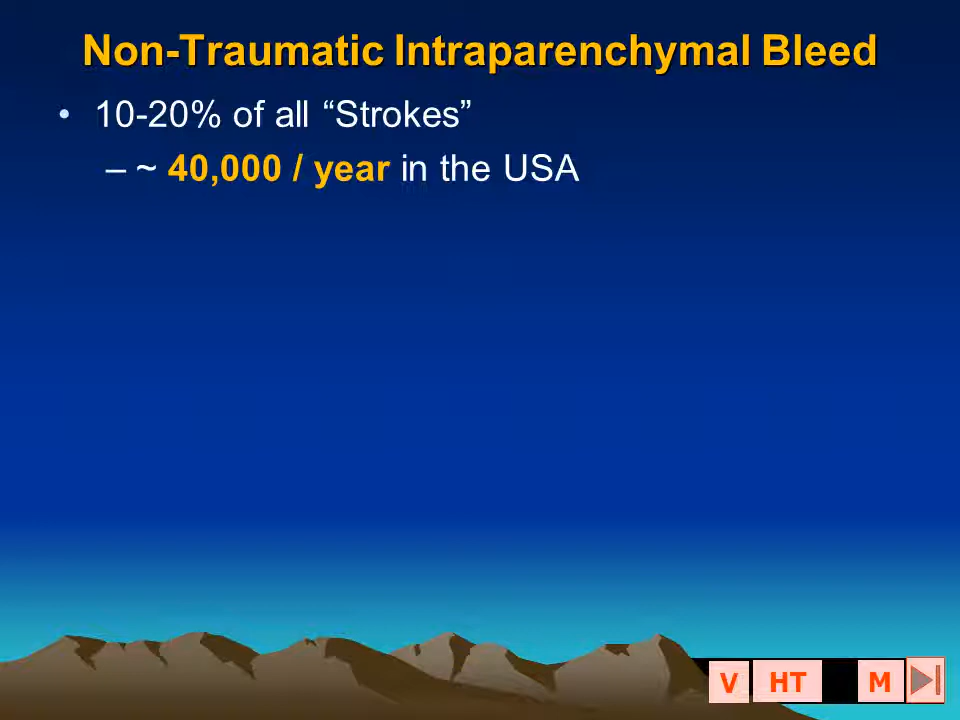 Non-Traumatic Intraparenchymal Bleed
• 10-20% of all “Strokes”
– ~ 40,000 / year in the USA
V HT M